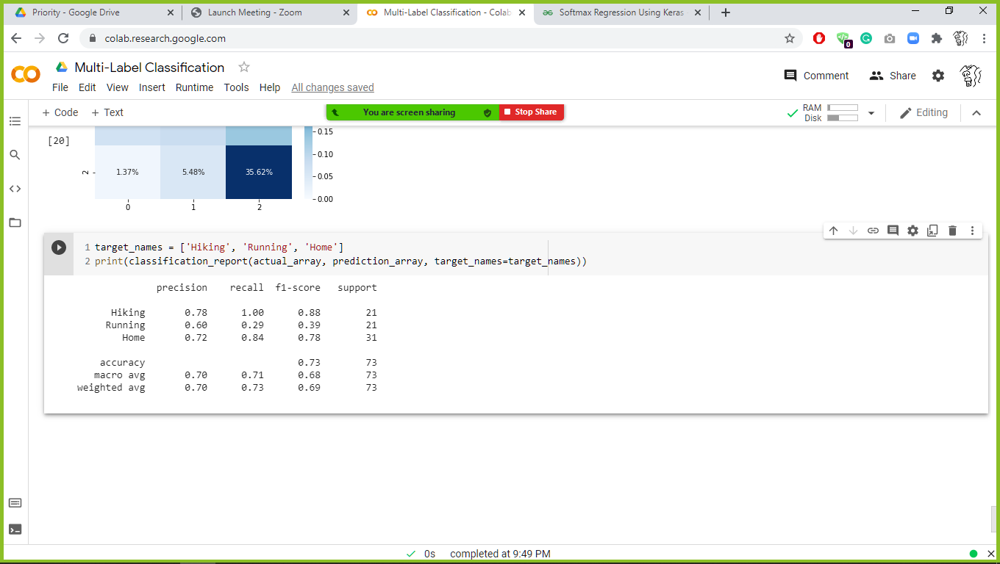 Priority - Google Drive
Launch Meeting - Zoom
Multi-Label Classification - Colab
Softmax Regression Using Keras
colab.research.google.com
0
Multi-Label Classification
File Edit View Insert Runtime Tools Help All changes saved
Comment
Share
+ Code + Text
You are screen sharing
Stop Share
RAM
Disk
Editing
[20]
0.15
0.10
0.05
0.00
2
1.37% 5.48% 35.62%
0 1 2
1 target_names = ['Hiking', 'Running', 'Home']
2 print(classification_report(actual_array, prediction_array, target_names=target_names))
precision recall f1-score support
Hiking 0.78 1.00 0.88 21
Running 0.60 0.29 0.39 21
Home 0.72 0.84 0.78 31
accuracy 0.73 73
macro avg 0.70 0.71 0.68 73
weighted avg 0.70 0.73 0.69 73
0s completed at 9:49 PM